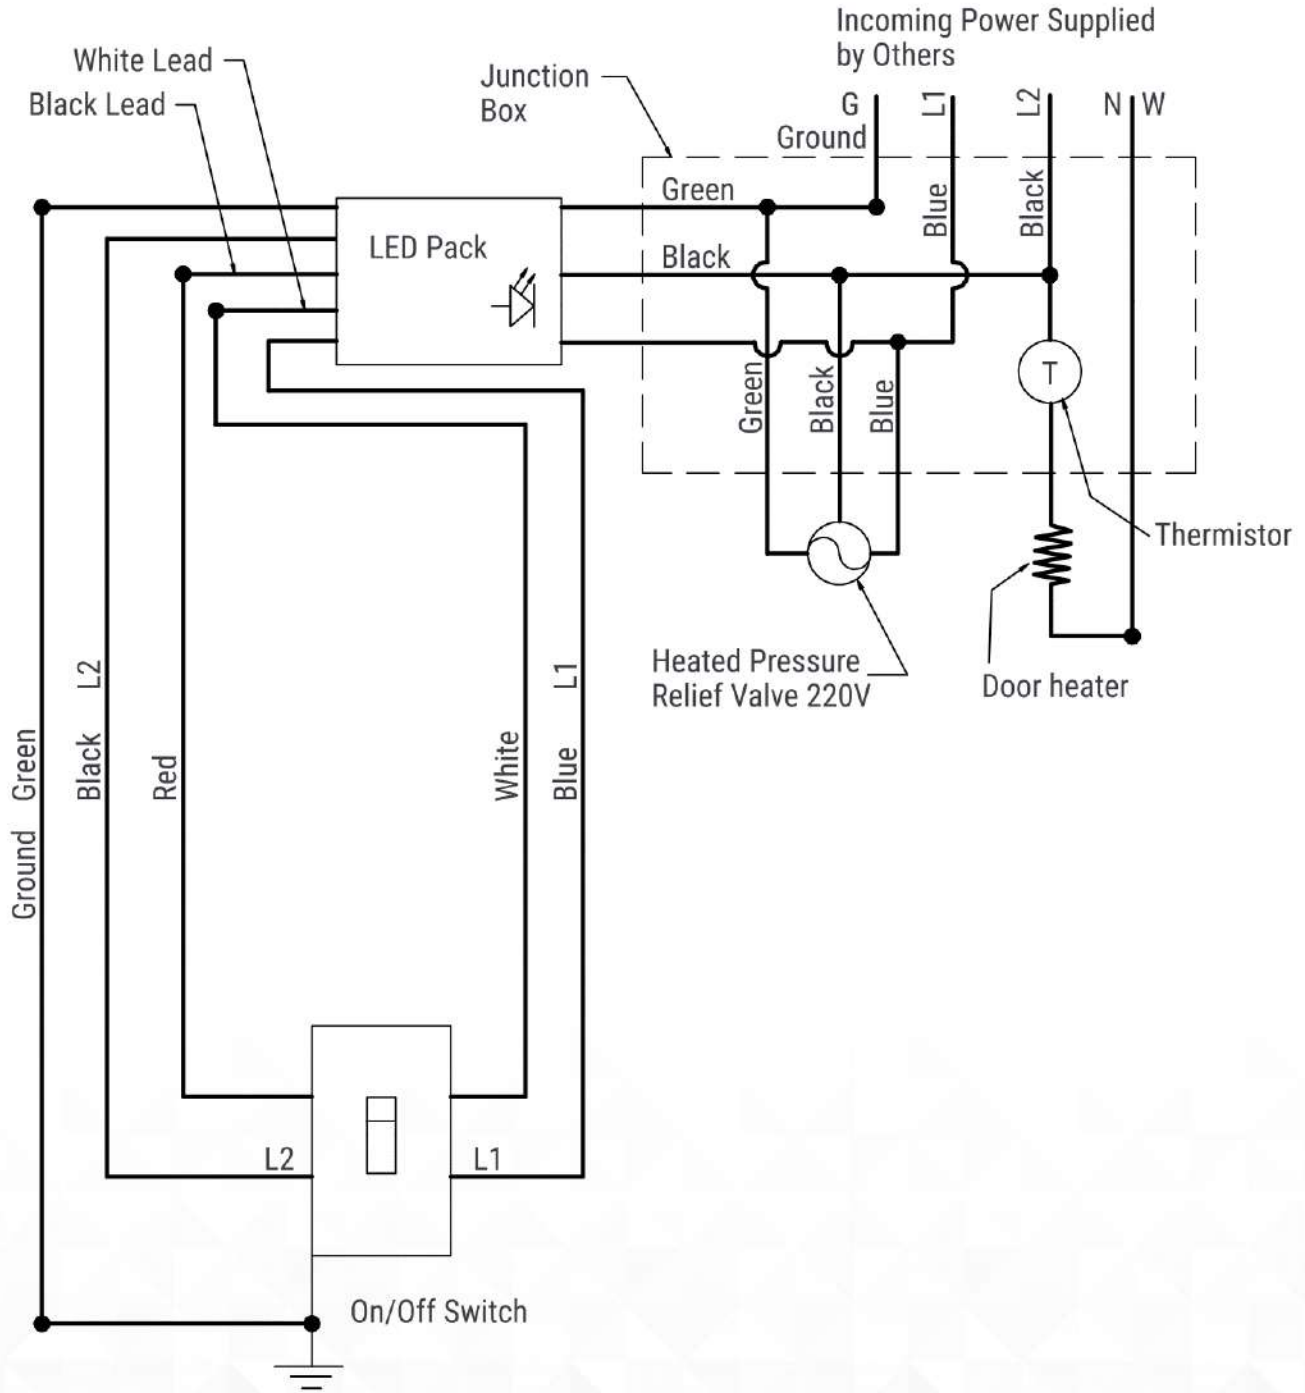 Incoming Power Supplied
by Others
White Lead
Black Lead
Junction
Box
G
L1
L2
N
W
Ground
Green
Blue
Black
LED Pack
Black
Green
Black
Blue
T
Thermistor
Heated Pressure
Relief Valve 220V
Door heater
Ground Green
Black L2
Red
White
Blue L1
L2
L1
On/Off Switch